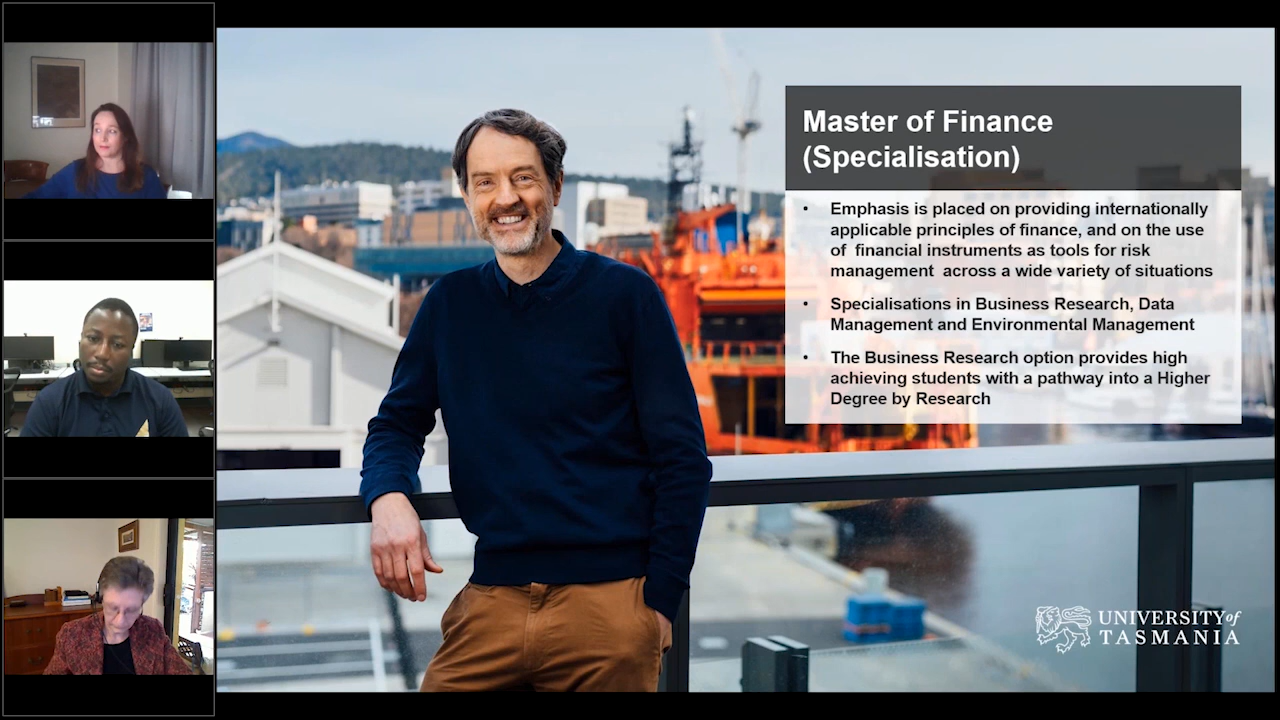 Master of Finance
(Specialisation)
• Emphasis is placed on providing internationally
applicable principles of finance, and on the use
of  financial instruments as tools for risk
management  across a wide variety of situations
• Specialisations in Business Research, Data
Management and Environmental Management
• The Business Research option provides high
achieving students with a pathway into a Higher
Degree by Research
UNIVERSITY of
TASMANIA